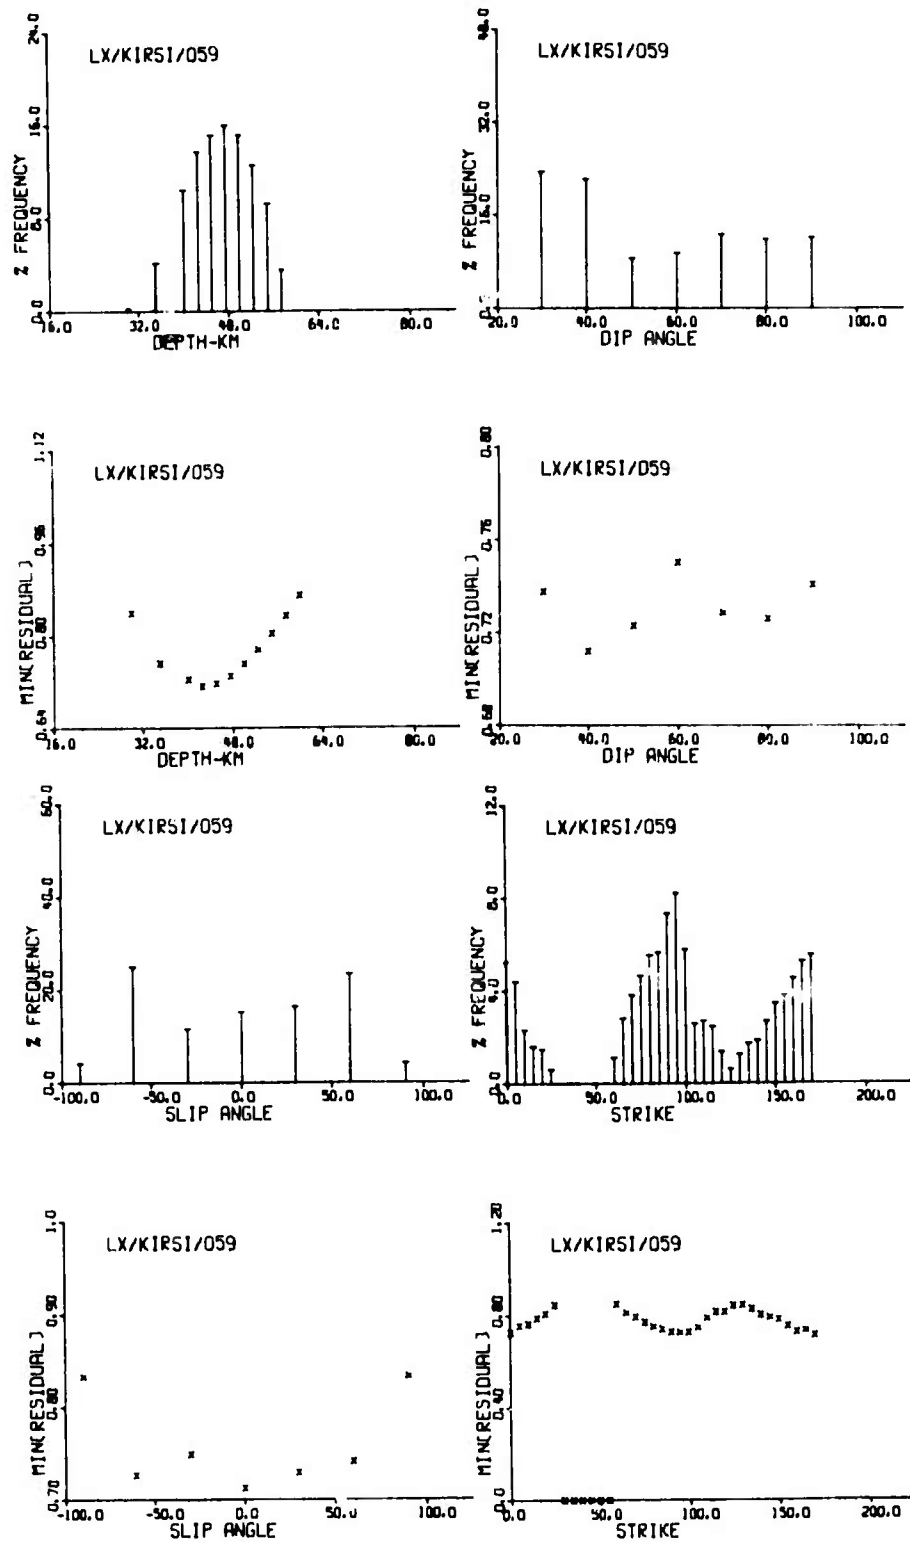 LX/KIRSI/059
% FREQUENCY
24.0
16.0
8.0
0.0
16.0 32.0 48.0 64.0 80.0
DEPTH-KM
LX/KIRSI/059
% FREQUENCY
48.0
32.0
16.0
20.0 40.0 60.0 80.0 100.0
DIP ANGLE
LX/KIRSI/059
MIN(RESIDUAL)
1.12
0.96
0.80
0.64
16.0 32.0 48.0 64.0 80.0
DEPTH-KM
LX/KIRSI/059
MIN(RESIDUAL)
0.80
0.76
0.72
0.68
20.0 40.0 60.0 80.0 100.0
DIP ANGLE
LX/KIRSI/059
% FREQUENCY
60.0
40.0
20.0
0.0
-100.0 -50.0 0.0 50.0 100.0
SLIP ANGLE
LX/KIRSI/059
% FREQUENCY
12.0
8.0
4.0
0.0
0.0 50.0 100.0 150.0 200.0
STRIKE
LX/KIRSI/059
MIN(RESIDUAL)
1.0
0.90
0.80
0.70
-100.0 -50.0 0.0 50.0 100.0
SLIP ANGLE
LX/KIRSI/059
MIN(RESIDUAL)
1.20
0.80
0.40
0.0
0.0 50.0 100.0 150.0 200.0
STRIKE